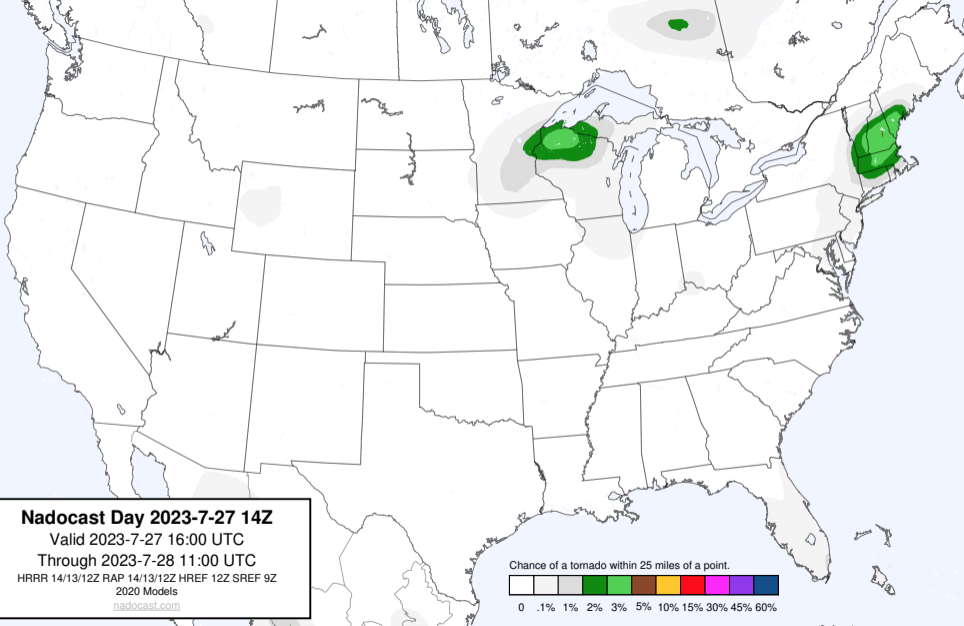 Nadocast Day 2023-7-27 14Z
Valid 2023-7-27 16:00 UTC
Through 2023-7-28 11:00 UTC
HRRR 14/13/12Z RAP 14/13/12Z HREF 12Z SREF 9Z
2020 Models
nadocast.com
Chance of a tornado within 25 miles of a point.
0 .1% 1% 2% 3% 5% 10% 15% 30% 45% 60%